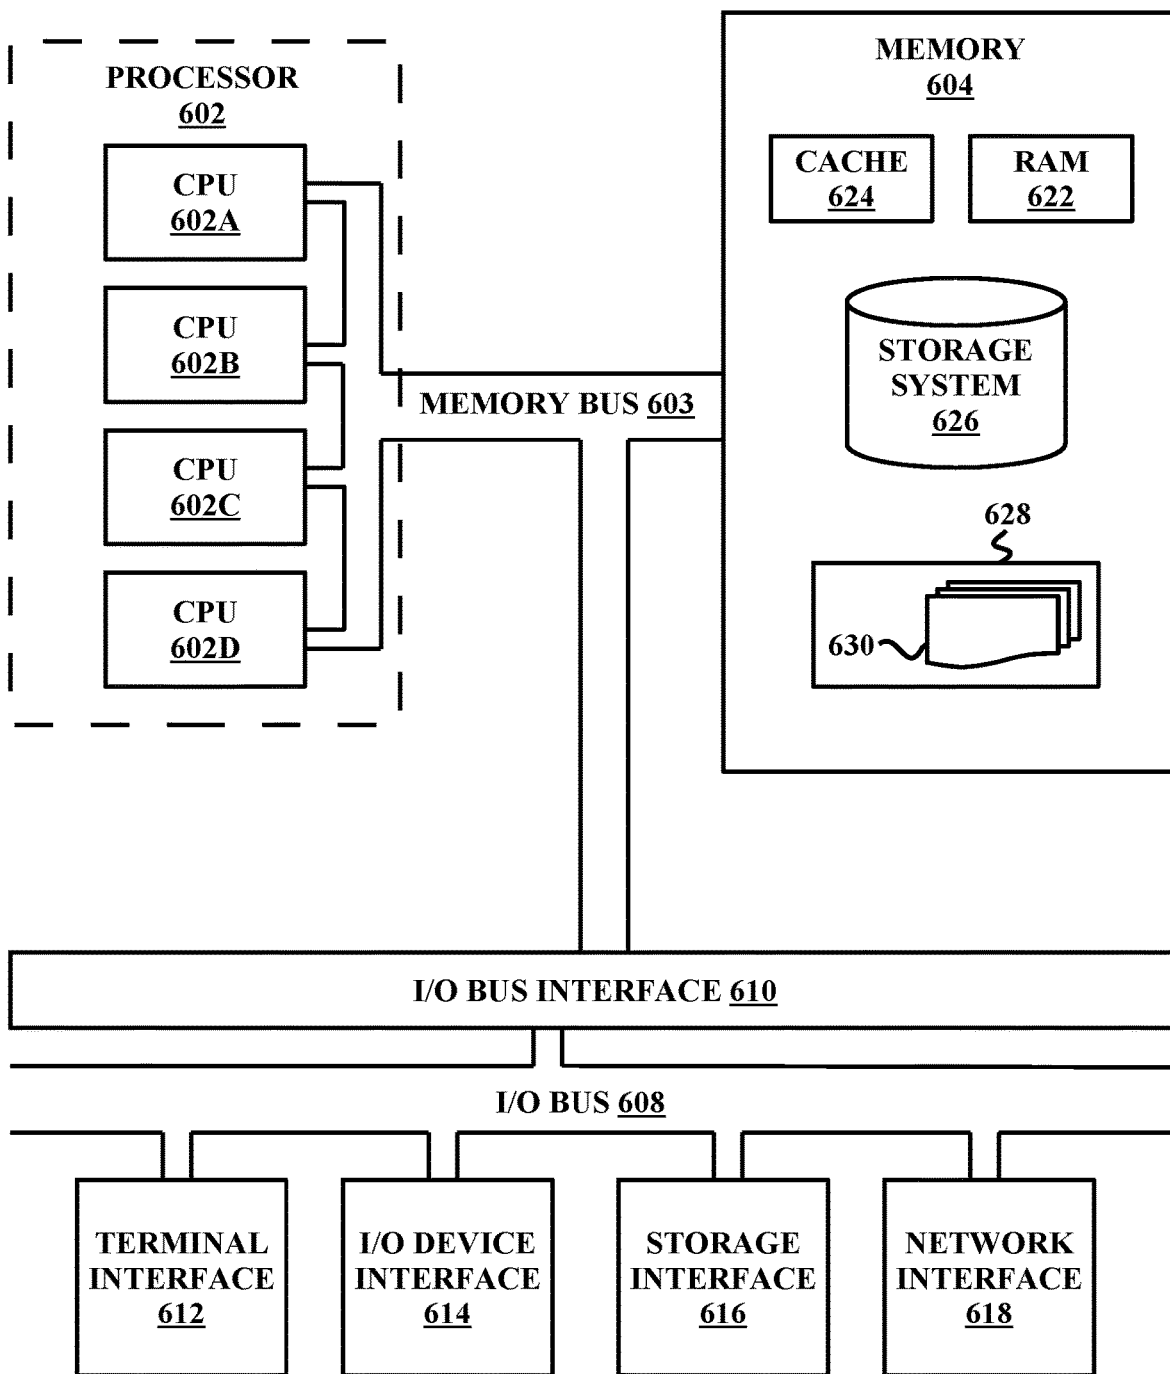 PROCESSOR
602
CPU
602A
CPU
602B
CPU
602C
CPU
602D
MEMORY BUS 603
MEMORY
604
CACHE
624
RAM
622
STORAGE
SYSTEM
626
628
630
I/O BUS INTERFACE 610
I/O BUS 608
TERMINAL
INTERFACE
612
I/O DEVICE
INTERFACE
614
STORAGE
INTERFACE
616
NETWORK
INTERFACE
618